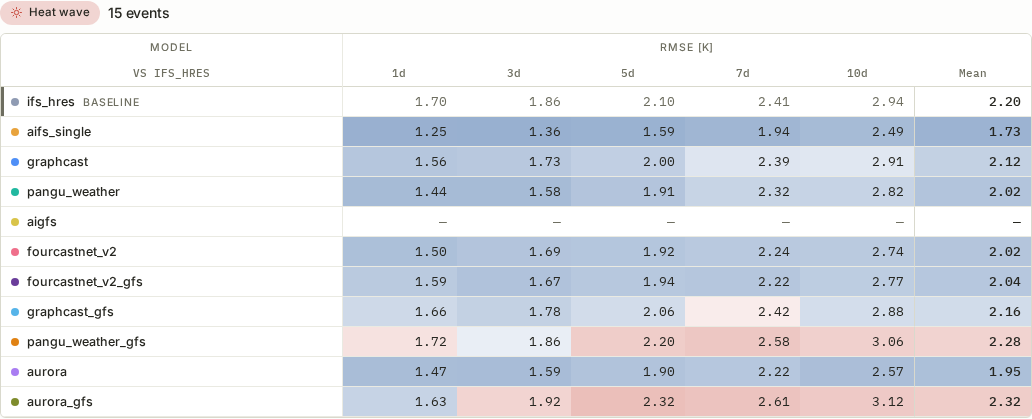 Heat wave 15 events
MODEL RMSE [K]
VS IFS_HRES 1d 3d 5d 7d 10d Mean
ifs_hres BASELINE 1.70 1.86 2.10 2.41 2.94 2.20
aifs_single 1.25 1.36 1.59 1.94 2.49 1.73
graphcast 1.56 1.73 2.00 2.39 2.91 2.12
pangu_weather 1.44 1.58 1.91 2.32 2.82 2.02
aigfs — — — — — —
fourcastnet_v2 1.50 1.69 1.92 2.24 2.74 2.02
fourcastnet_v2_gfs 1.59 1.67 1.94 2.22 2.77 2.04
graphcast_gfs 1.66 1.78 2.06 2.42 2.88 2.16
pangu_weather_gfs 1.72 1.86 2.20 2.58 3.06 2.28
aurora 1.47 1.59 1.90 2.22 2.57 1.95
aurora_gfs 1.63 1.92 2.32 2.61 3.12 2.32